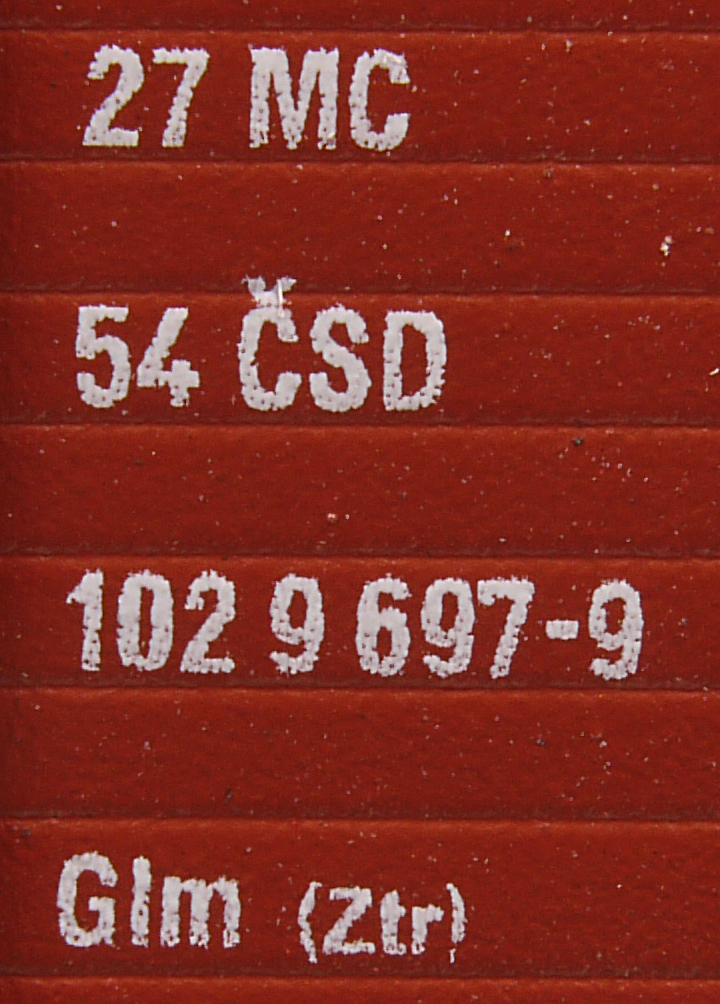 27 MC
54 ČSD
102 9 697-9
Glm (Ztr)